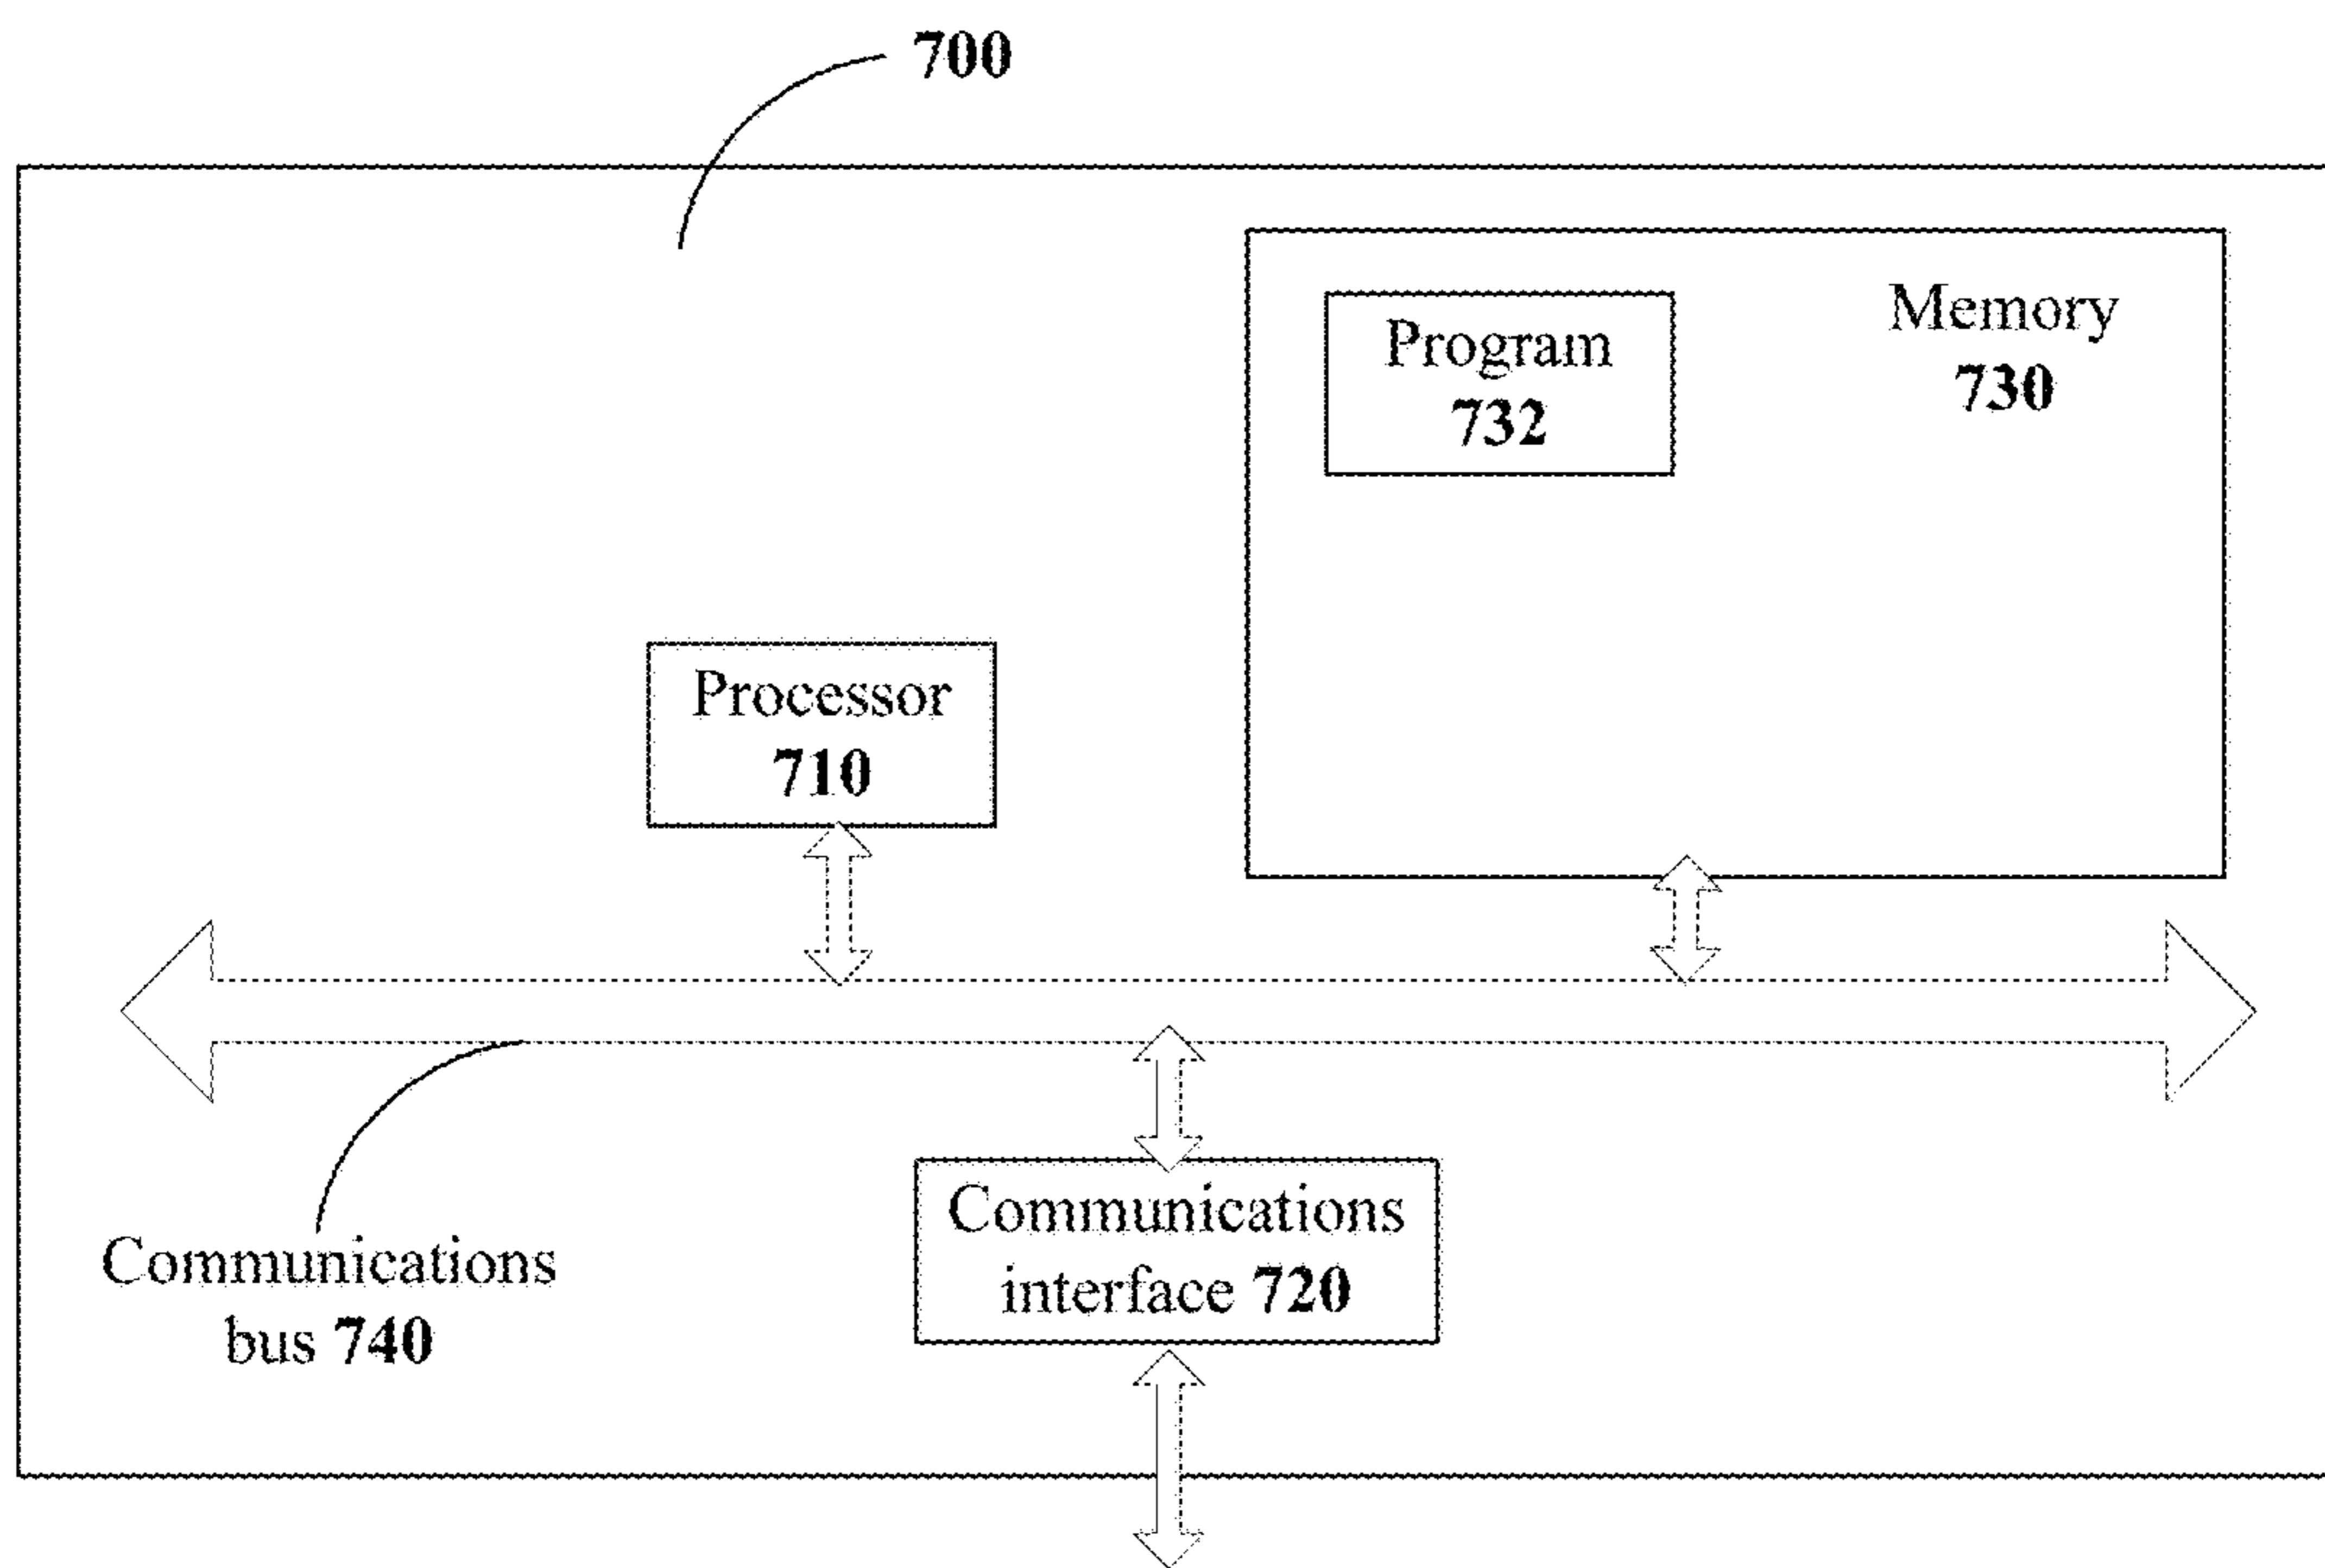 700
Memory
730
Program
732
Processor
710
Communications
interface 720
Communications
bus 740